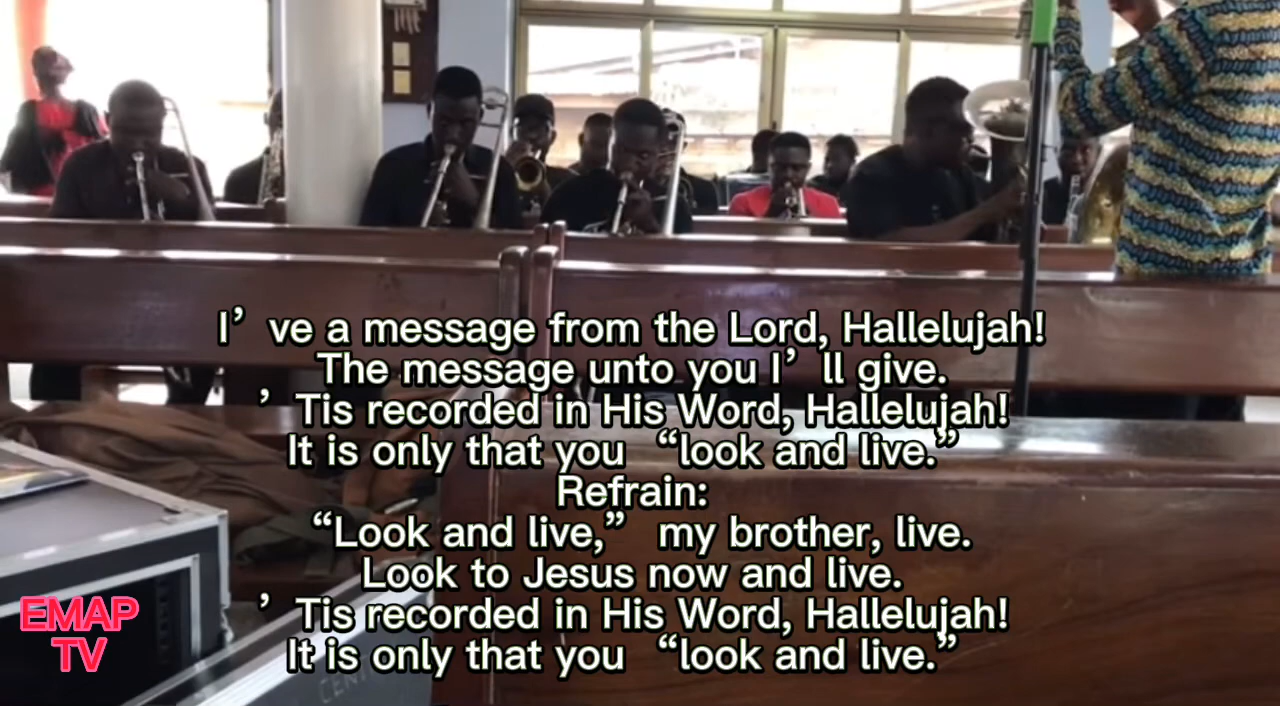 I’ve a message from the Lord, Hallelujah!
The message unto you I’ll give.
’Tis recorded in His Word, Hallelujah!
It is only that you “look and live.”
Refrain:
“Look and live,” my brother, live.
Look to Jesus now and live.
’Tis recorded in His Word, Hallelujah!
It is only that you “look and live.”
EMAP
TV